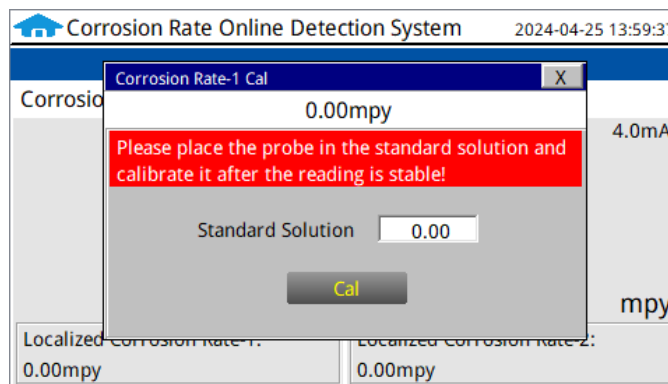 Corrosion Rate Online Detection System 2024-04-25 13:59:37
Corrosion Rate-1 Cal X
0.00mpy
Corrosio
4.0mA
Please place the probe in the standard solution and
calibrate it after the reading is stable!
Standard Solution 0.00
Cal
mpy
Localized Corrosion Rate-1: Localized Corrosion Rate-2:
0.00mpy 0.00mpy